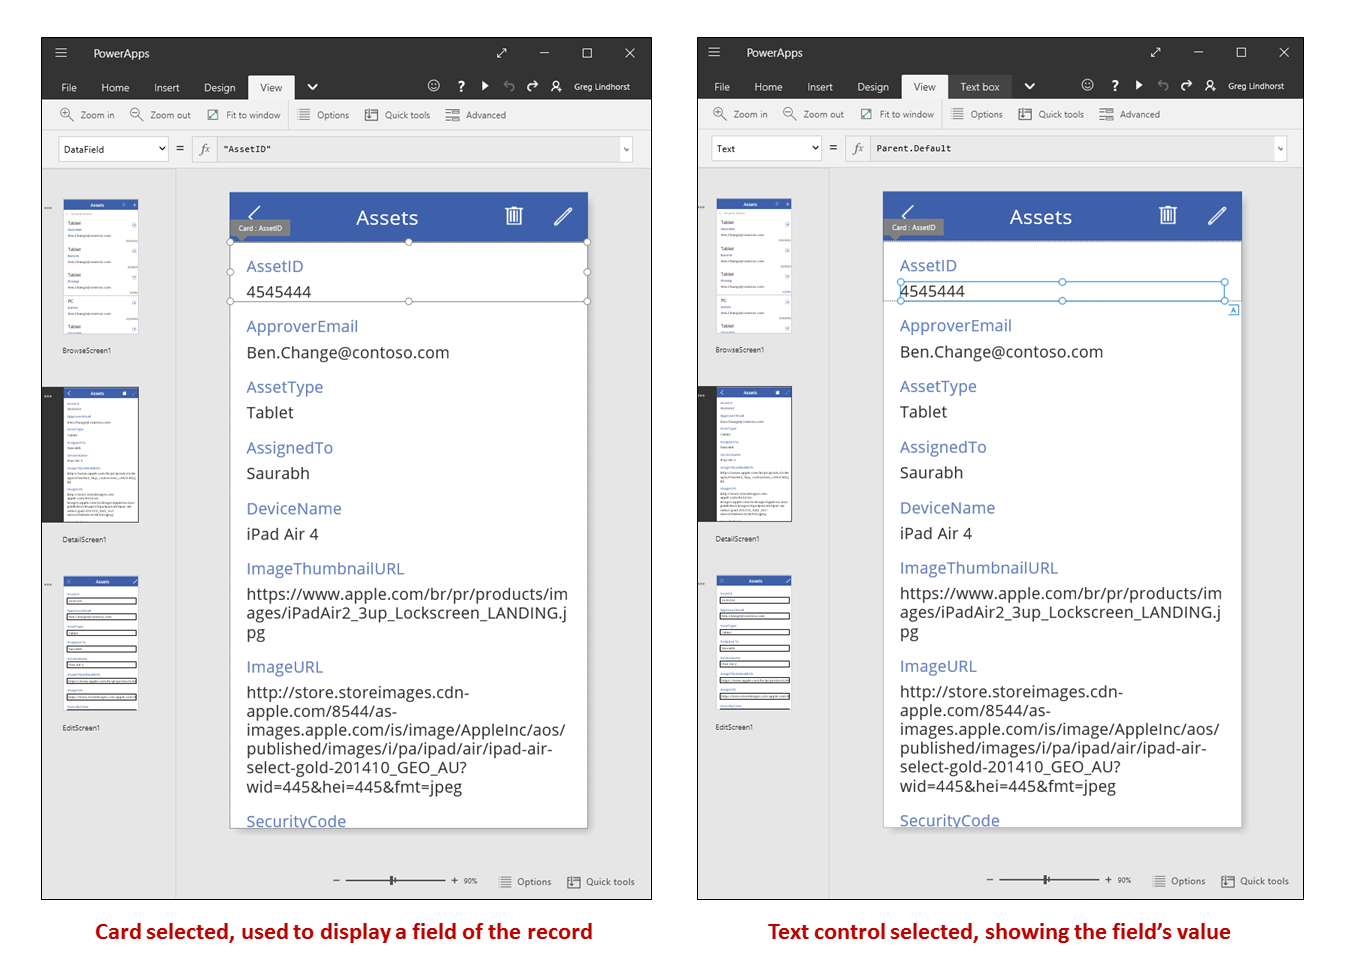 PowerApps
File Home Insert Design View
Greg Lindhorst
Zoom in Zoom out Fit to window Options Quick tools Advanced
DataField = fx "AssetID"
Assets
Card : AssetID
AssetID
4545444
ApproverEmail
Ben.Change@contoso.com
AssetType
Tablet
AssignedTo
Saurabh
DeviceName
iPad Air 4
ImageThumbnailURL
https://www.apple.com/br/pr/products/im
ages/iPadAir2_3up_Lockscreen_LANDING.j
pg
ImageURL
http://store.storeimages.cdn-
apple.com/8544/as-
images.apple.com/is/image/AppleInc/aos/
published/images/i/pa/ipad/air/ipad-air-
select-gold-201410_GEO_AU?
wid=445&hei=445&fmt=jpeg
SecurityCode
BrowseScreen1
DetailScreen1
EditScreen1
90% Options Quick tools
Card selected, used to display a field of the record
PowerApps
File Home Insert Design View Text box
Greg Lindhorst
Zoom in Zoom out Fit to window Options Quick tools Advanced
Text = fx Parent.Default
Assets
Card : AssetID
AssetID
4545444
ApproverEmail
Ben.Change@contoso.com
AssetType
Tablet
AssignedTo
Saurabh
DeviceName
iPad Air 4
ImageThumbnailURL
https://www.apple.com/br/pr/products/im
ages/iPadAir2_3up_Lockscreen_LANDING.j
pg
ImageURL
http://store.storeimages.cdn-
apple.com/8544/as-
images.apple.com/is/image/AppleInc/aos/
published/images/i/pa/ipad/air/ipad-air-
select-gold-201410_GEO_AU?
wid=445&hei=445&fmt=jpeg
SecurityCode
BrowseScreen1
DetailScreen1
EditScreen1
90% Options Quick tools
Text control selected, showing the field's value